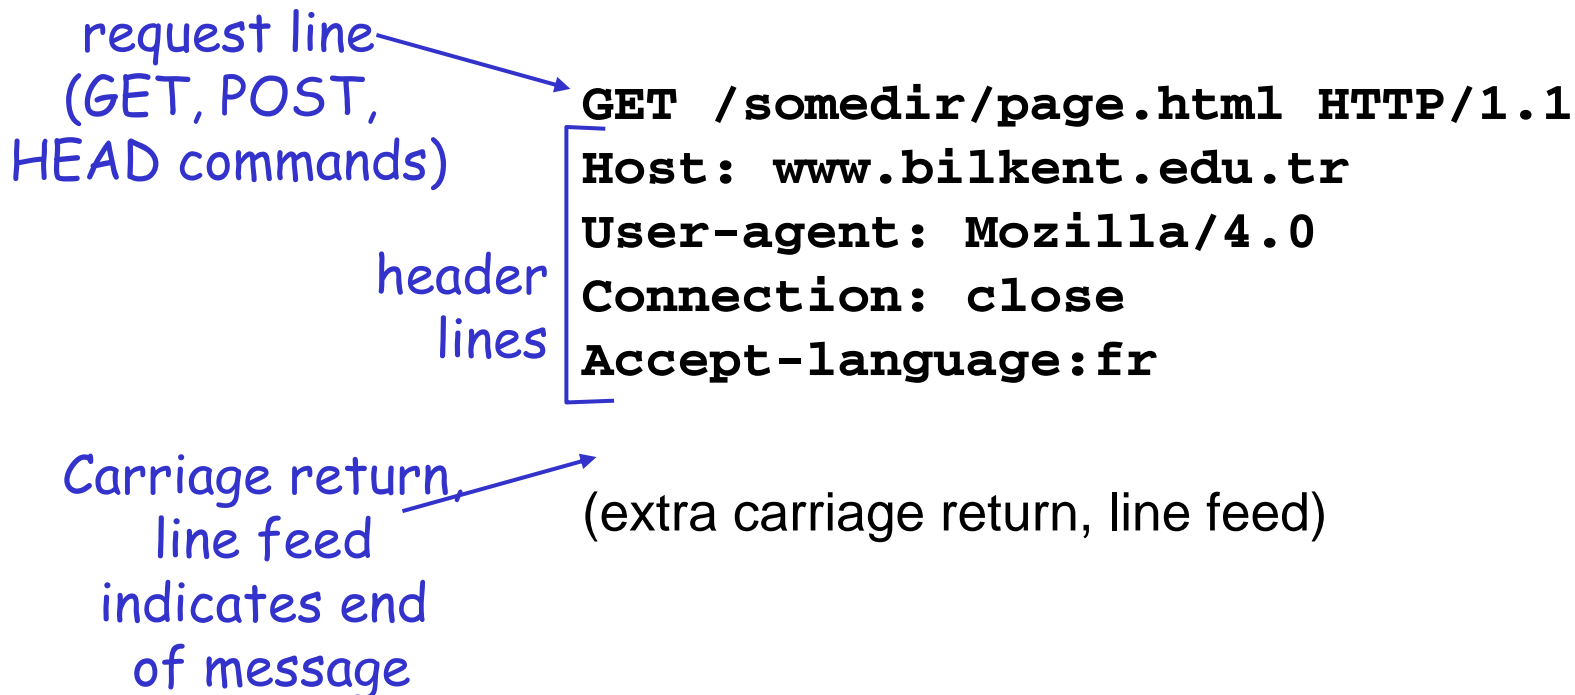 request line
(GET, POST,
HEAD commands)
GET /somedir/page.html HTTP/1.1
Host: www.bilkent.edu.tr
User-agent: Mozilla/4.0
Connection: close
Accept-language:fr
header
lines
Carriage return,
line feed
indicates end
of message
(extra carriage return, line feed)